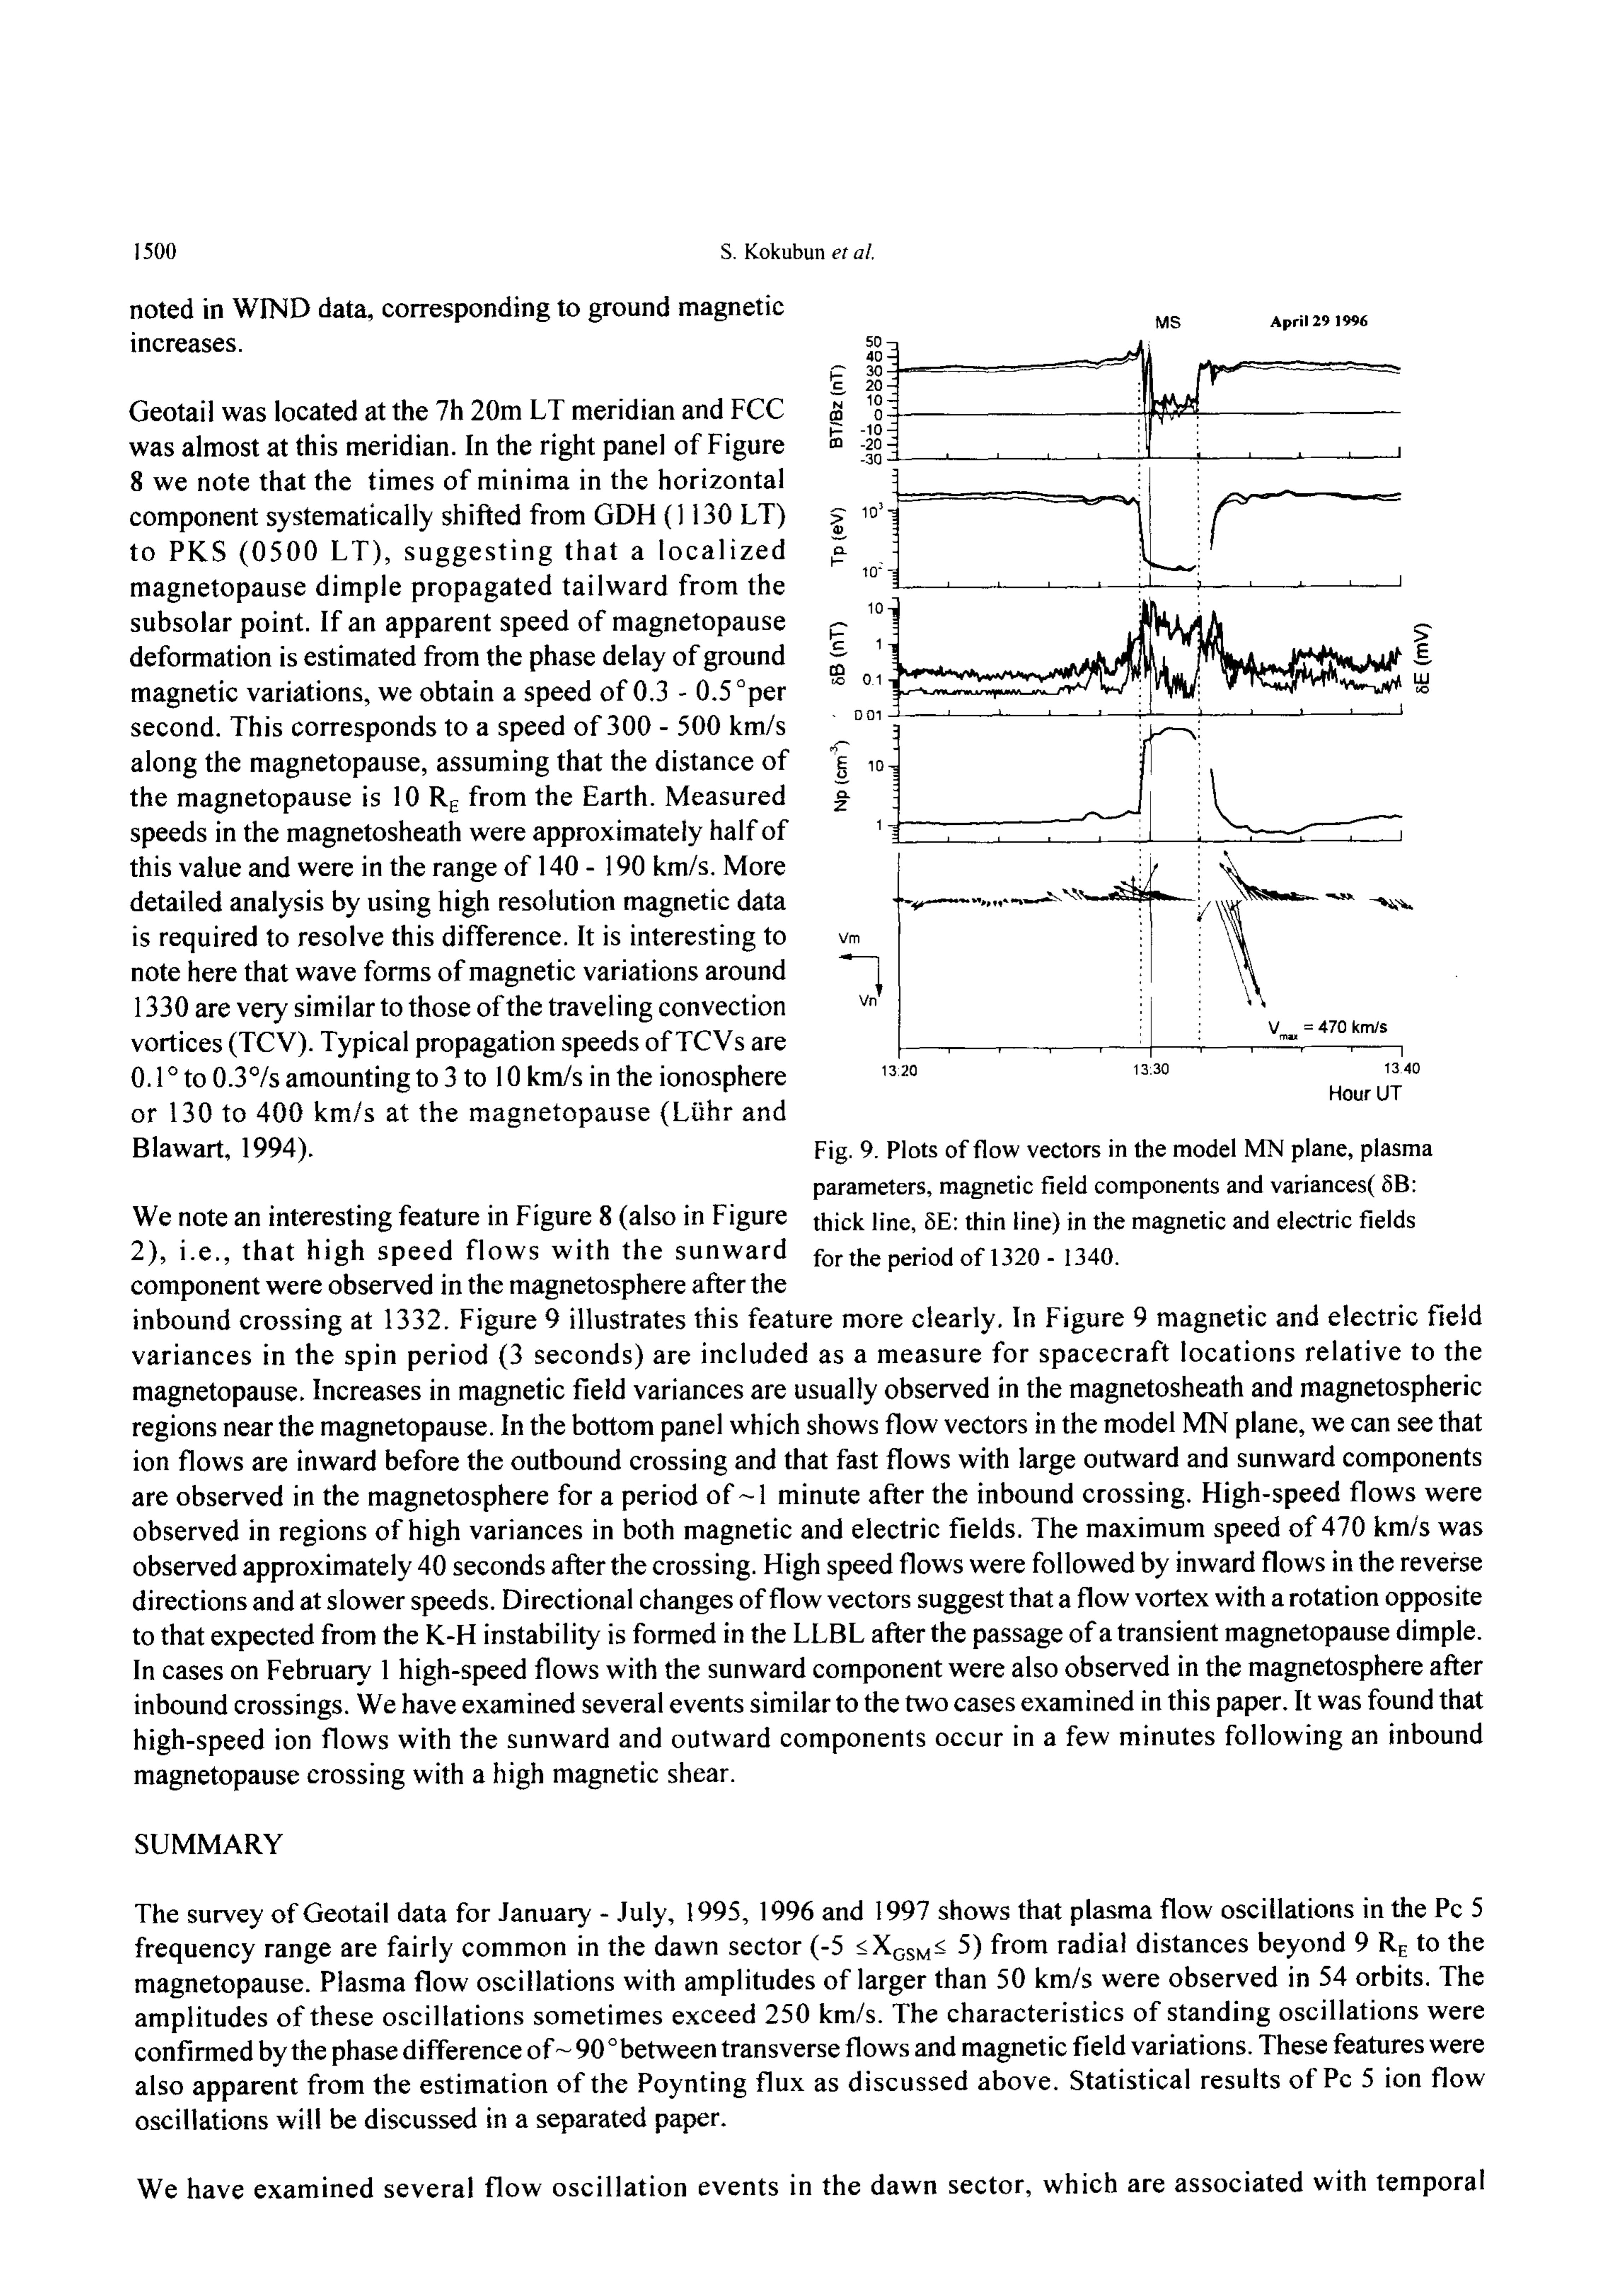 1500
S. Kokubun et al.
noted in WIND data, corresponding to ground magnetic
increases.
Geotail was located at the 7h 20m LT meridian and FCC
was almost at this meridian. In the right panel of Figure
8 we note that the times of minima in the horizontal
component systematically shifted from GDH (1130 LT)
to PKS (0500 LT), suggesting that a localized
magnetopause dimple propagated tailward from the
subsolar point. If an apparent speed of magnetopause
deformation is estimated from the phase delay of ground
magnetic variations, we obtain a speed of 0.3 - 0.5°per
second. This corresponds to a speed of 300 - 500 km/s
along the magnetopause, assuming that the distance of
the magnetopause is 10 RE from the Earth. Measured
speeds in the magnetosheath were approximately half of
this value and were in the range of 140 - 190 km/s. More
detailed analysis by using high resolution magnetic data
is required to resolve this difference. It is interesting to
note here that wave forms of magnetic variations around
1330 are very similar to those of the traveling convection
vortices (TCV). Typical propagation speeds of TCVs are
0.1° to 0.3°/s amounting to 3 to 10 km/s in the ionosphere
or 130 to 400 km/s at the magnetopause (Lühr and
Blawart, 1994).
We note an interesting feature in Figure 8 (also in Figure
2), i.e., that high speed flows with the sunward
component were observed in the magnetosphere after the
MS
April 29 1996
BT/Bz (nT)
50
40
30
20
10
0
-10
-20
-30
Tp (eV)
10³
10²
δB (nT)
10
1
0.1
0.01
δE (mV)
Np (cm⁻³)
10
1
Vm
Vn
Vmax = 470 km/s
13:20
13:30
13:40
Hour UT
Fig. 9. Plots of flow vectors in the model MN plane, plasma
parameters, magnetic field components and variances( δB:
thick line, δE: thin line) in the magnetic and electric fields
for the period of 1320 - 1340.
inbound crossing at 1332. Figure 9 illustrates this feature more clearly. In Figure 9 magnetic and electric field
variances in the spin period (3 seconds) are included as a measure for spacecraft locations relative to the
magnetopause. Increases in magnetic field variances are usually observed in the magnetosheath and magnetospheric
regions near the magnetopause. In the bottom panel which shows flow vectors in the model MN plane, we can see that
ion flows are inward before the outbound crossing and that fast flows with large outward and sunward components
are observed in the magnetosphere for a period of ~1 minute after the inbound crossing. High-speed flows were
observed in regions of high variances in both magnetic and electric fields. The maximum speed of 470 km/s was
observed approximately 40 seconds after the crossing. High speed flows were followed by inward flows in the reverse
directions and at slower speeds. Directional changes of flow vectors suggest that a flow vortex with a rotation opposite
to that expected from the K-H instability is formed in the LLBL after the passage of a transient magnetopause dimple.
In cases on February 1 high-speed flows with the sunward component were also observed in the magnetosphere after
inbound crossings. We have examined several events similar to the two cases examined in this paper. It was found that
high-speed ion flows with the sunward and outward components occur in a few minutes following an inbound
magnetopause crossing with a high magnetic shear.
SUMMARY
The survey of Geotail data for January - July, 1995, 1996 and 1997 shows that plasma flow oscillations in the Pc 5
frequency range are fairly common in the dawn sector (-5 ≤XGSM≤ 5) from radial distances beyond 9 RE to the
magnetopause. Plasma flow oscillations with amplitudes of larger than 50 km/s were observed in 54 orbits. The
amplitudes of these oscillations sometimes exceed 250 km/s. The characteristics of standing oscillations were
confirmed by the phase difference of ~ 90°between transverse flows and magnetic field variations. These features were
also apparent from the estimation of the Poynting flux as discussed above. Statistical results of Pc 5 ion flow
oscillations will be discussed in a separated paper.
We have examined several flow oscillation events in the dawn sector, which are associated with temporal